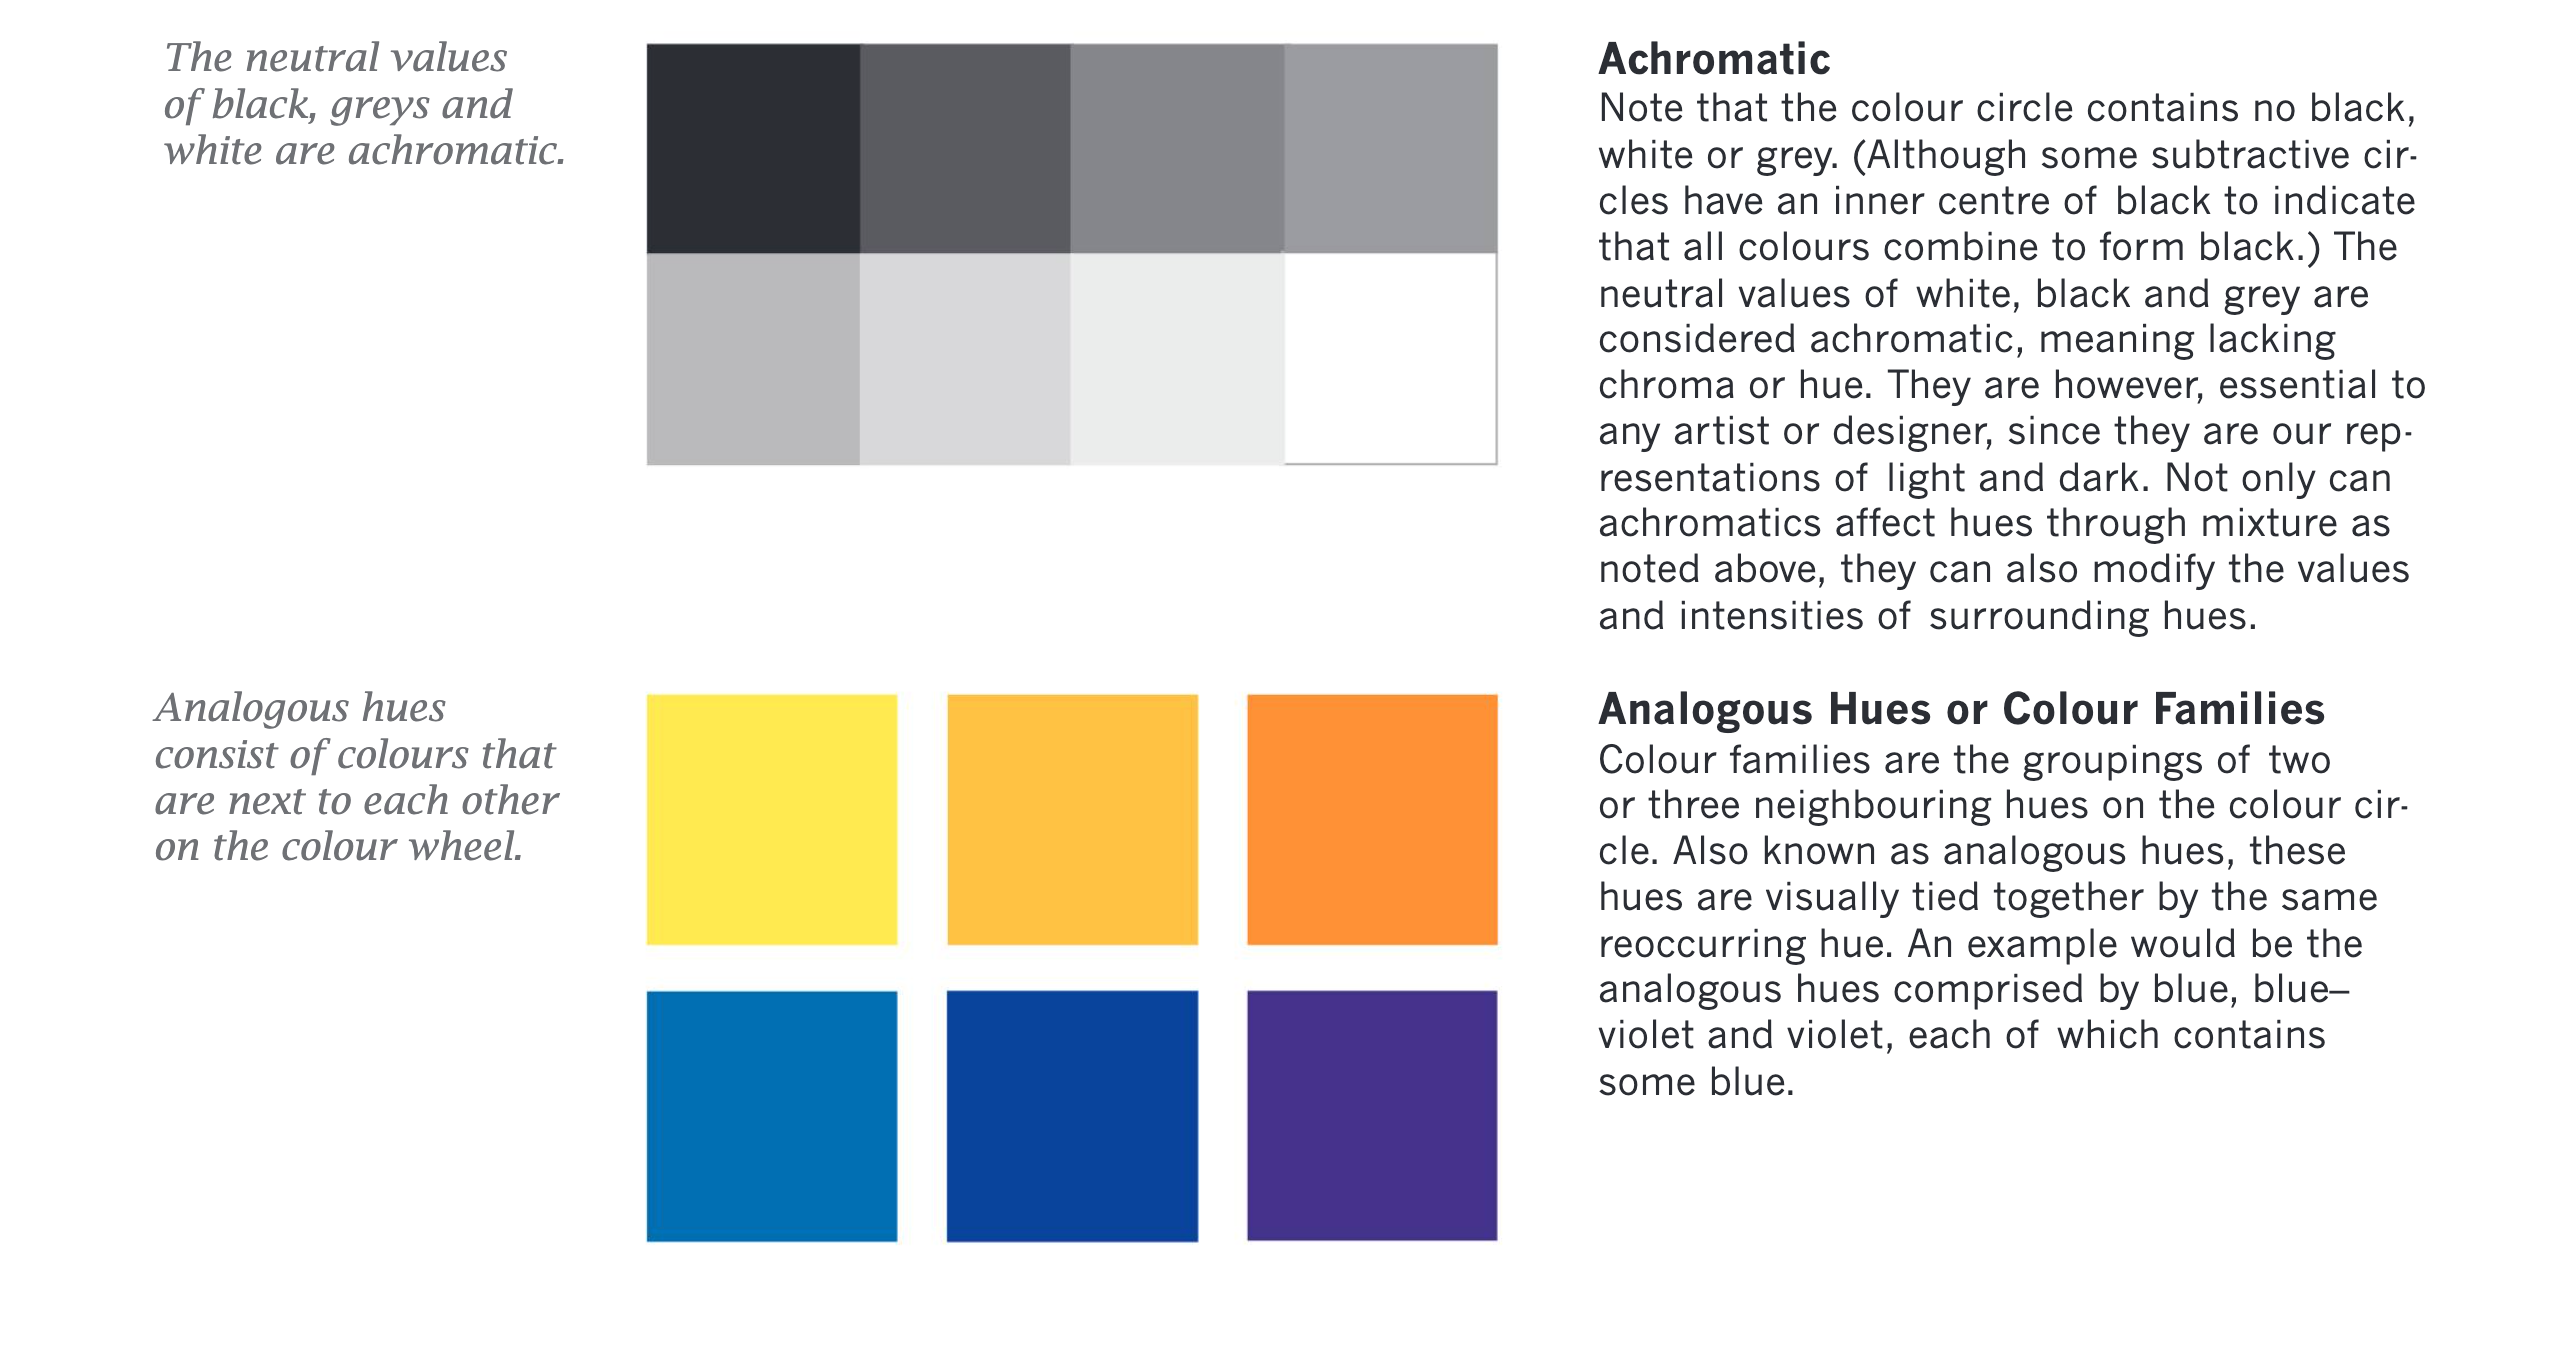 The neutral values
of black, greys and
white are achromatic.
Achromatic
Note that the colour circle contains no black,
white or grey. (Although some subtractive cir-
cles have an inner centre of black to indicate
that all colours combine to form black.) The
neutral values of white, black and grey are
considered achromatic, meaning lacking
chroma or hue. They are however, essential to
any artist or designer, since they are our rep-
resentations of light and dark. Not only can
achromatics affect hues through mixture as
noted above, they can also modify the values
and intensities of surrounding hues.
Analogous hues
consist of colours that
are next to each other
on the colour wheel.
Analogous Hues or Colour Families
Colour families are the groupings of two
or three neighbouring hues on the colour cir-
cle. Also known as analogous hues, these
hues are visually tied together by the same
reoccurring hue. An example would be the
analogous hues comprised by blue, blue–
violet and violet, each of which contains
some blue.